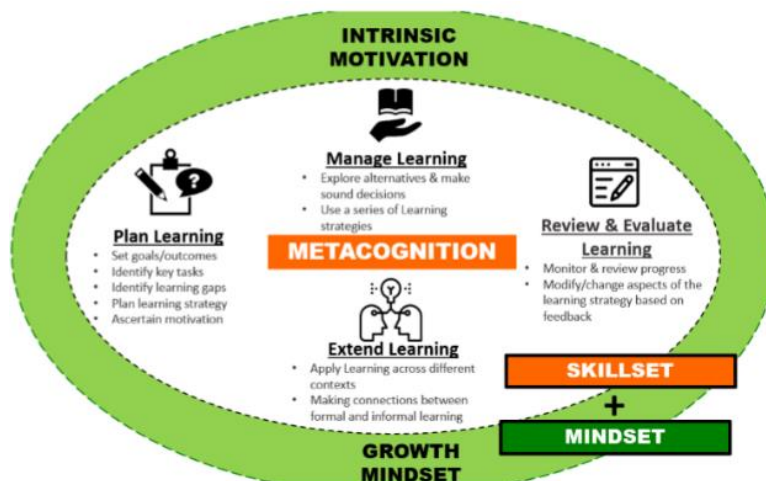 INTRINSIC
MOTIVATION
Manage Learning
• Explore alternatives & make
sound decisions
• Use a series of Learning
strategies
Plan Learning
• Set goals/outcomes
• Identify key tasks
• Identify learning gaps
• Plan learning strategy
• Ascertain motivation
METACOGNITION
Review & Evaluate
Learning
• Monitor & review progress
• Modify/change aspects of the
learning strategy based on
feedback
Extend Learning
• Apply Learning across different
contexts
• Making connections between
formal and informal learning
SKILLSET
+
MINDSET
GROWTH
MINDSET